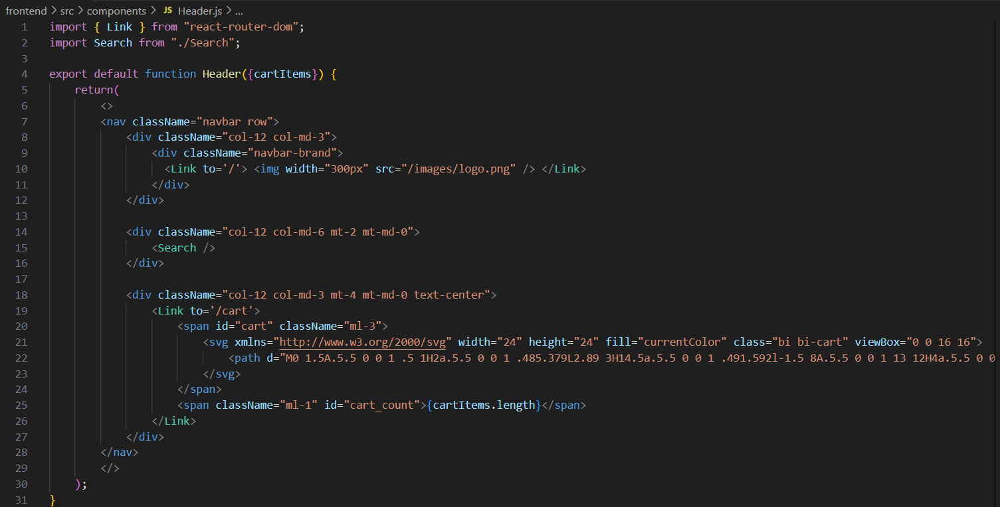 frontend > src > components > JS Header.js > ...
1 import { Link } from "react-router-dom";
2 import Search from "./Search";
3
4 export default function Header({cartItems}) {
5     return(
6         <>
7         <nav className="navbar row">
8             <div className="col-12 col-md-3">
9                 <div className="navbar-brand">
10                  <Link to='/'> <img width="300px" src="/images/logo.png" /> </Link>
11                </div>
12            </div>
13
14            <div className="col-12 col-md-6 mt-2 mt-md-0">
15                <Search />
16            </div>
17
18            <div className="col-12 col-md-3 mt-4 mt-md-0 text-center">
19                <Link to='/cart'>
20                    <span id="cart" className="ml-3">
21                        <svg xmlns="http://www.w3.org/2000/svg" width="24" height="24" fill="currentColor" class="bi bi-cart" viewBox="0 0 16 16">
22                            <path d="M0 1.5A.5.5 0 0 1 .5 1H2a.5.5 0 0 1 .485.379L2.89 3H14.5a.5.5 0 0 1 .491.592l-1.5 8A.5.5 0 0 1 13 12H4a.5.5 0 0
23                        </svg>
24                    </span>
25                    <span className="ml-1" id="cart_count">{cartItems.length}</span>
26                </Link>
27            </div>
28        </nav>
29        </>
30    );
31 }